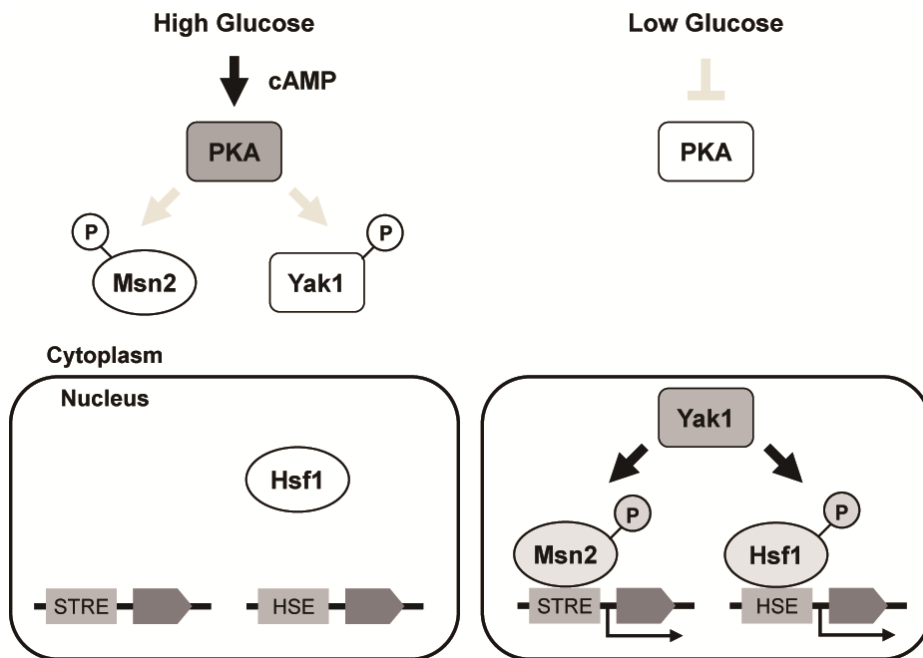 High Glucose
cAMP
PKA
P
P
Msn2
Yak1
Cytoplasm
Nucleus
Hsf1
STRE
HSE
Low Glucose
PKA
Yak1
P
P
Msn2
Hsf1
STRE
HSE